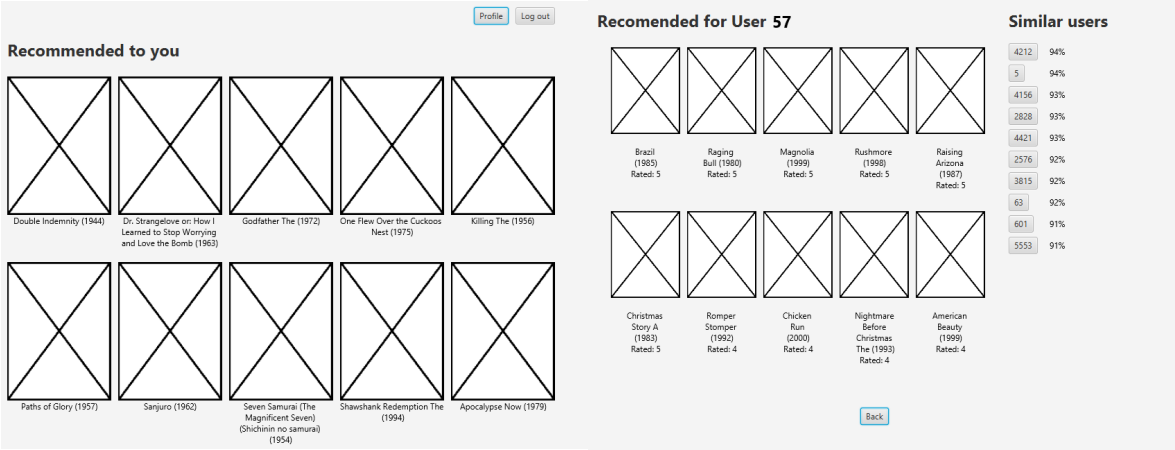 Profile
Log out
Recommended to you
Double Indemnity (1944)
Dr. Strangelove or: How I
Learned to Stop Worrying
and Love the Bomb (1963)
Godfather The (1972)
One Flew Over the Cuckoos
Nest (1975)
Killing The (1956)
Paths of Glory (1957)
Sanjuro (1962)
Seven Samurai (The
Magnificent Seven)
(Shichinin no samurai)
(1954)
Shawshank Redemption The
(1994)
Apocalypse Now (1979)
Recomended for User 57
Brazil
(1985)
Rated: 5
Raging
Bull (1980)
Rated: 5
Magnolia
(1999)
Rated: 5
Rushmore
(1998)
Rated: 5
Raising
Arizona
(1987)
Rated: 5
Christmas
Story A
(1983)
Rated: 5
Romper
Stomper
(1992)
Rated: 4
Chicken
Run
(2000)
Rated: 4
Nightmare
Before
Christmas
The (1993)
Rated: 4
American
Beauty
(1999)
Rated: 4
Back
Similar users
4212 94%
5 94%
4156 93%
2828 93%
4421 93%
2576 92%
3815 92%
63 92%
601 91%
5553 91%